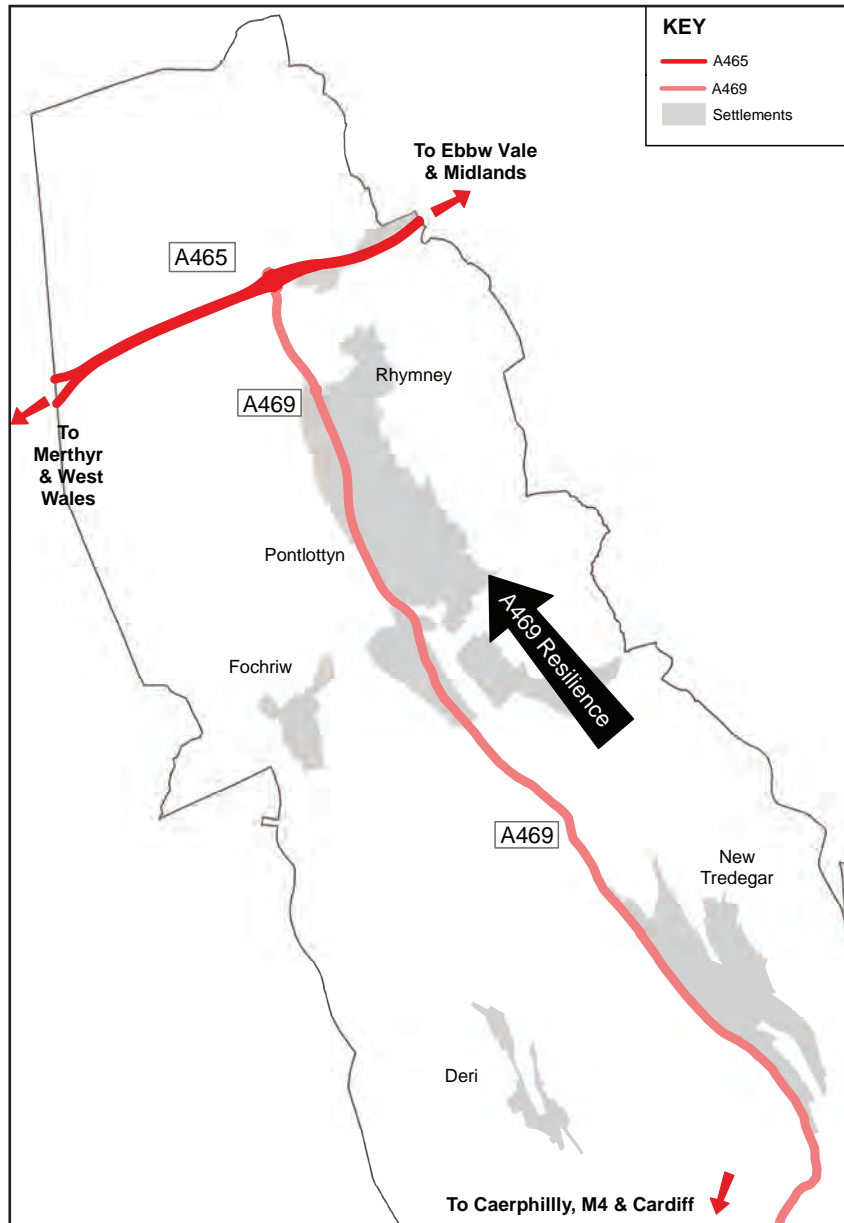 KEY
A465
A469
Settlements
To Ebbw Vale
& Midlands
A465
Rhymney
A469
To
Merthyr
& West
Wales
Pontlottyn
A469 Resilience
Fochriw
A469
New
Tredegar
Deri
To Caerphillly, M4 & Cardiff